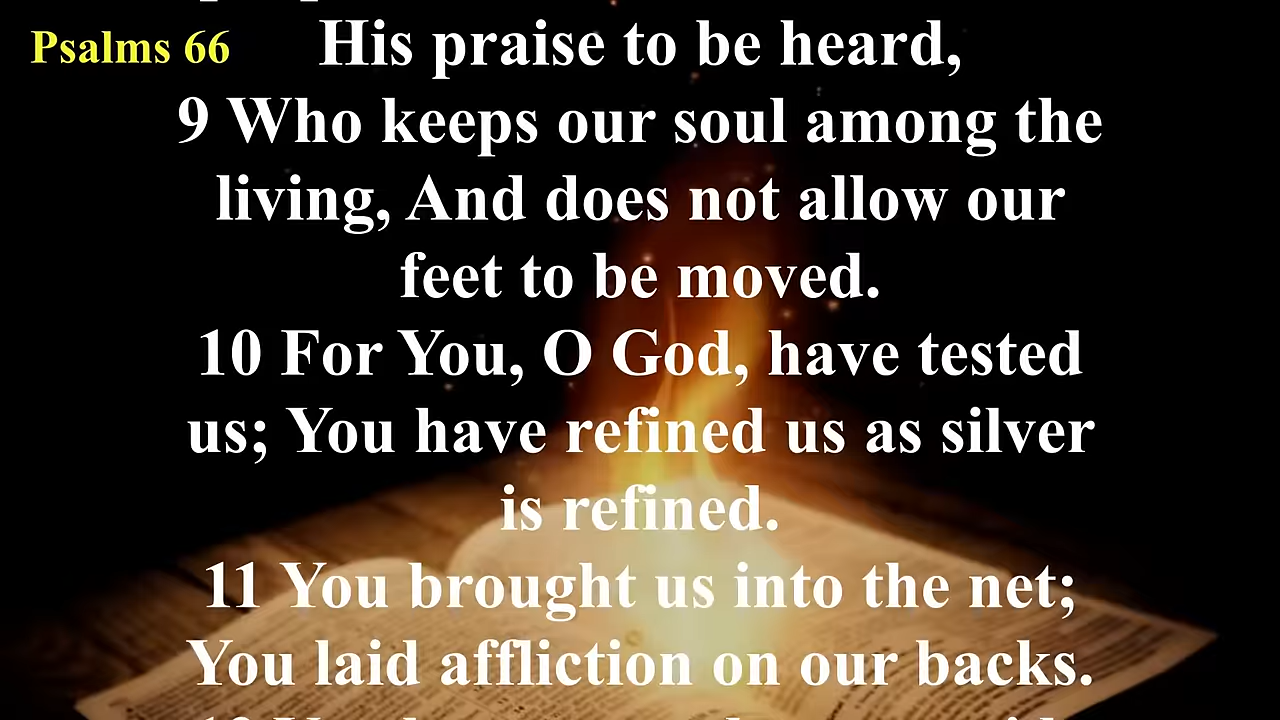 Psalms 66
His praise to be heard,
9 Who keeps our soul among the
living, And does not allow our
feet to be moved.
10 For You, O God, have tested
us; You have refined us as silver
is refined.
11 You brought us into the net;
You laid affliction on our backs.